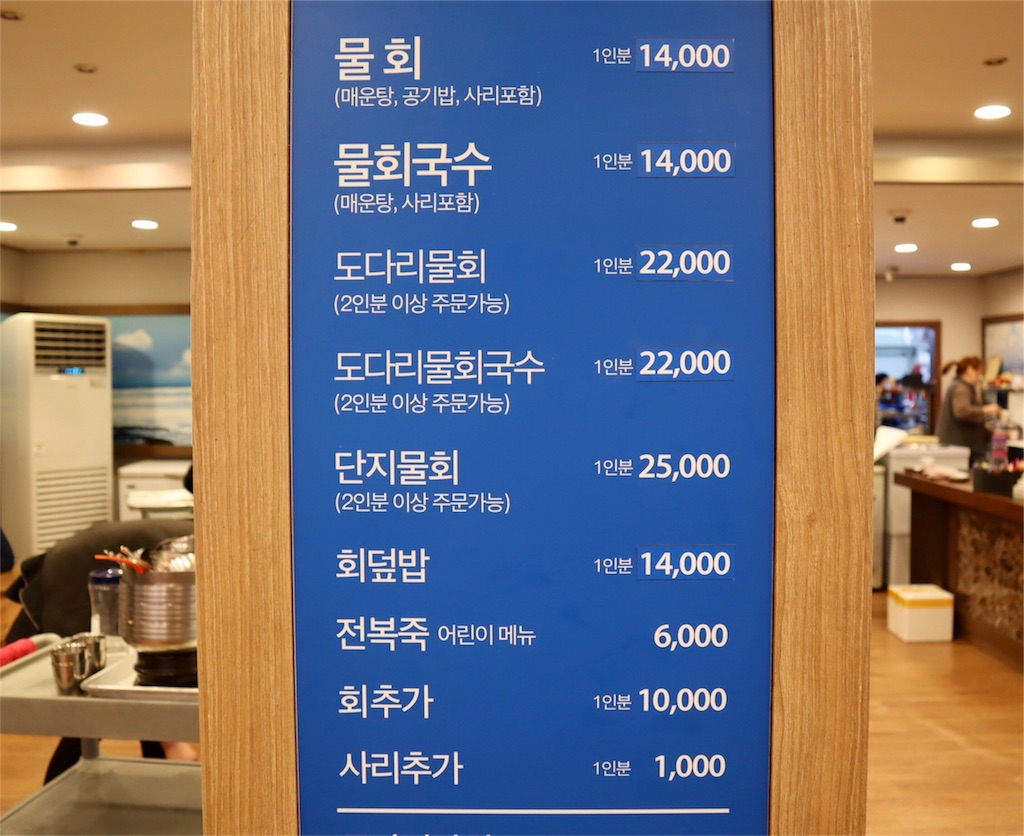 물 회 1인분 14,000
(매운탕, 공기밥, 사리포함)
물회국수 1인분 14,000
(매운탕, 사리포함)
도다리물회 1인분 22,000
(2인분 이상 주문가능)
도다리물회국수 1인분 22,000
(2인분 이상 주문가능)
단지물회 1인분 25,000
(2인분 이상 주문가능)
회덮밥 1인분 14,000
전복죽 어린이 메뉴 6,000
회추가 1인분 10,000
사리추가 1인분 1,000